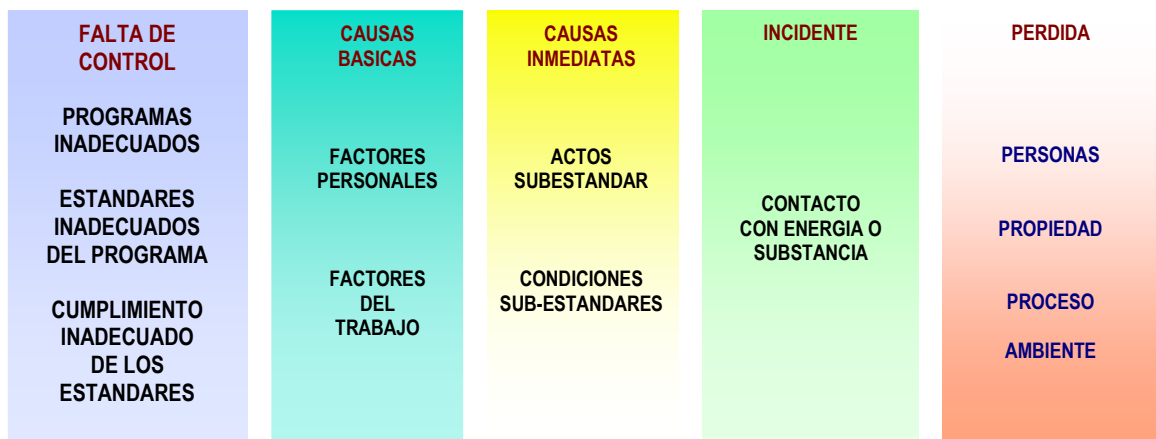 FALTA DE
CONTROL
PROGRAMAS
INADECUADOS
ESTANDARES
INADECUADOS
DEL PROGRAMA
CUMPLIMIENTO
INADECUADO
DE LOS
ESTANDARES
CAUSAS
BASICAS
FACTORES
PERSONALES
FACTORES
DEL
TRABAJO
CAUSAS
INMEDIATAS
ACTOS
SUBESTANDAR
CONDICIONES
SUB-ESTANDARES
INCIDENTE
CONTACTO
CON ENERGIA O
SUBSTANCIA
PERDIDA
PERSONAS
PROPIEDAD
PROCESO
AMBIENTE